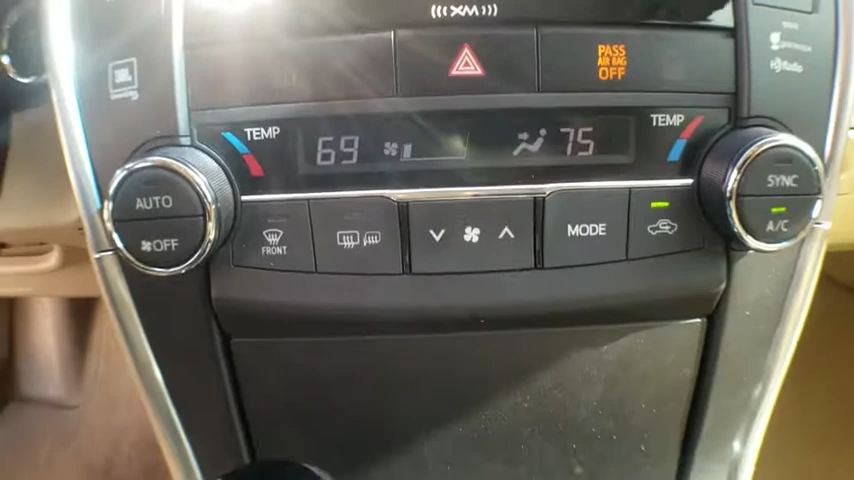 ((( XM )))
JBL
PASS
AIR BAG
OFF
HD Radio
TEMP
69
75
TEMP
AUTO
OFF
FRONT
MODE
SYNC
A/C